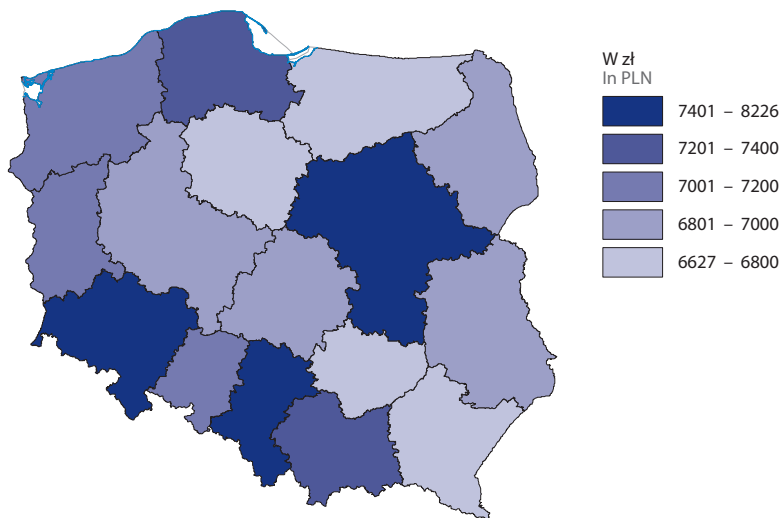 W zł
In PLN
7401 – 8226
7201 – 7400
7001 – 7200
6801 – 7000
6627 – 6800